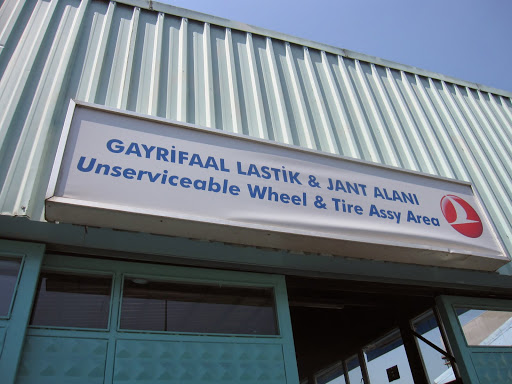 GAYRİFAAL LASTİK & JANT ALANI
Unserviceable Wheel & Tire Assy Area